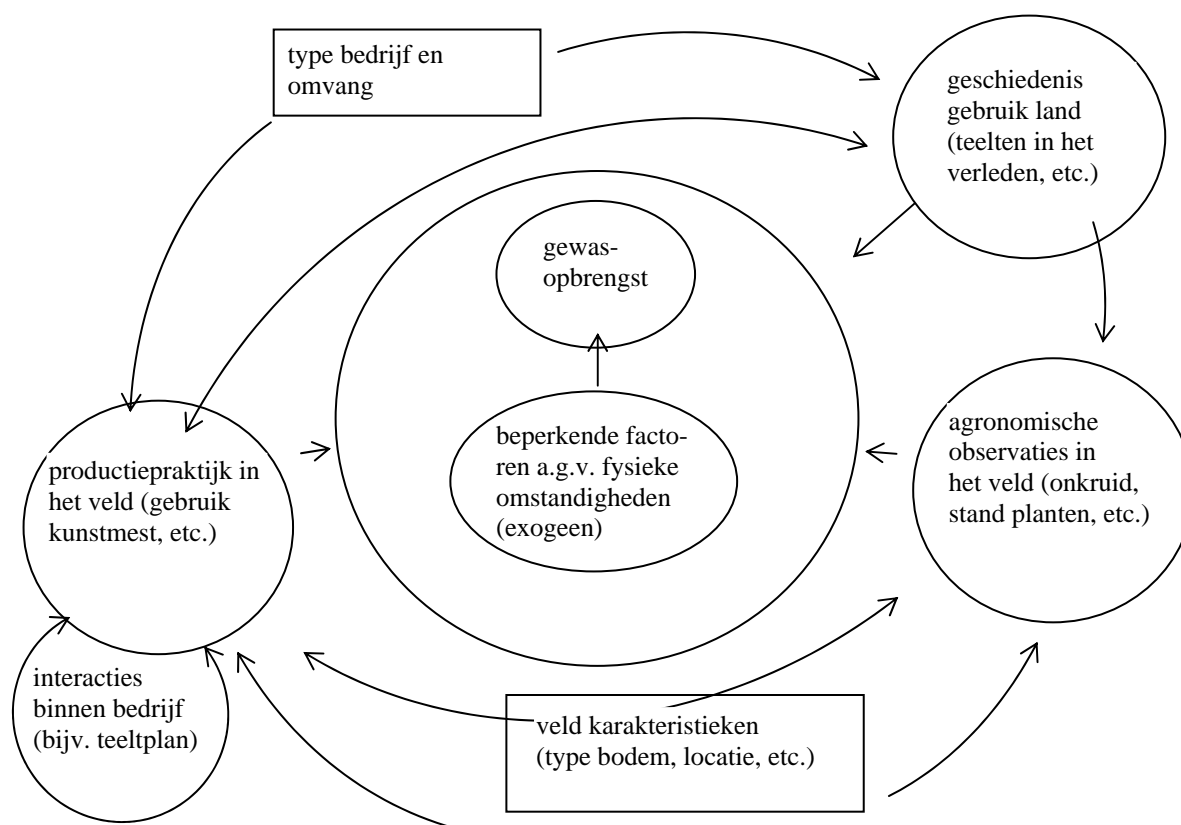 type bedrijf en
omvang
geschiedenis
gebruik land
(teelten in het
verleden, etc.)
gewas-
opbrengst
beperkende facto-
ren a.g.v. fysieke
omstandigheden
(exogeen)
agronomische
observaties in
het veld (onkruid,
stand planten, etc.)
productiepraktijk in
het veld (gebruik
kunstmest, etc.)
interacties
binnen bedrijf
(bijv. teeltplan)
veld karakteristieken
(type bodem, locatie, etc.)